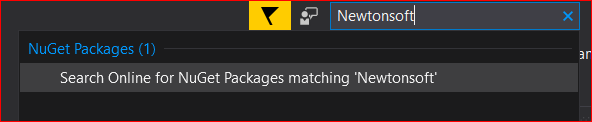 Newtonsoft
NuGet Packages (1)
Search Online for NuGet Packages matching 'Newtonsoft'